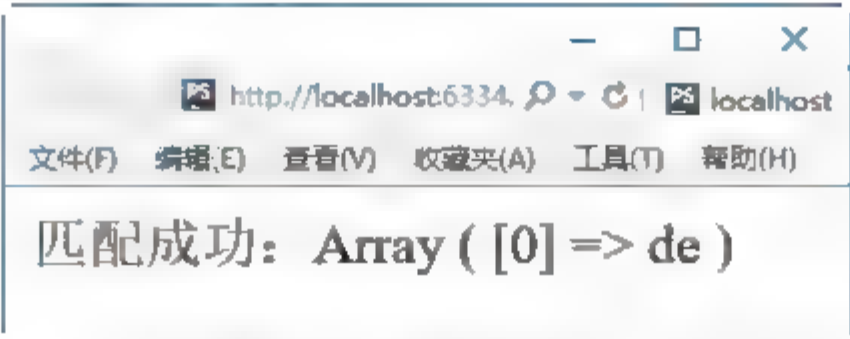 http://localhost:6334. localhost
文件(F) 编辑(E) 查看(V) 收藏夹(A) 工具(T) 帮助(H)
匹配成功：Array ( [0] => de )